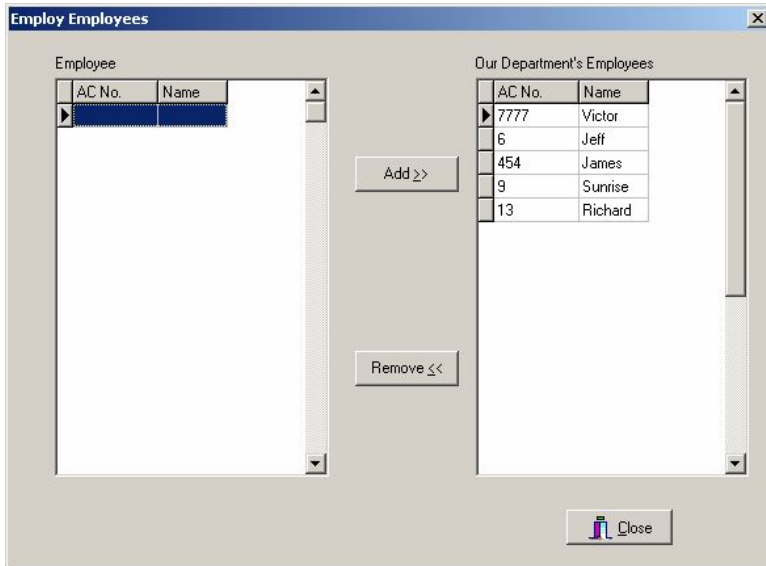 Employ Employees
Employee
Our Department's Employees
AC No. Name
AC No. Name
7777 Victor
6 Jeff
454 James
9 Sunrise
13 Richard
Add >>
Remove <<
Close